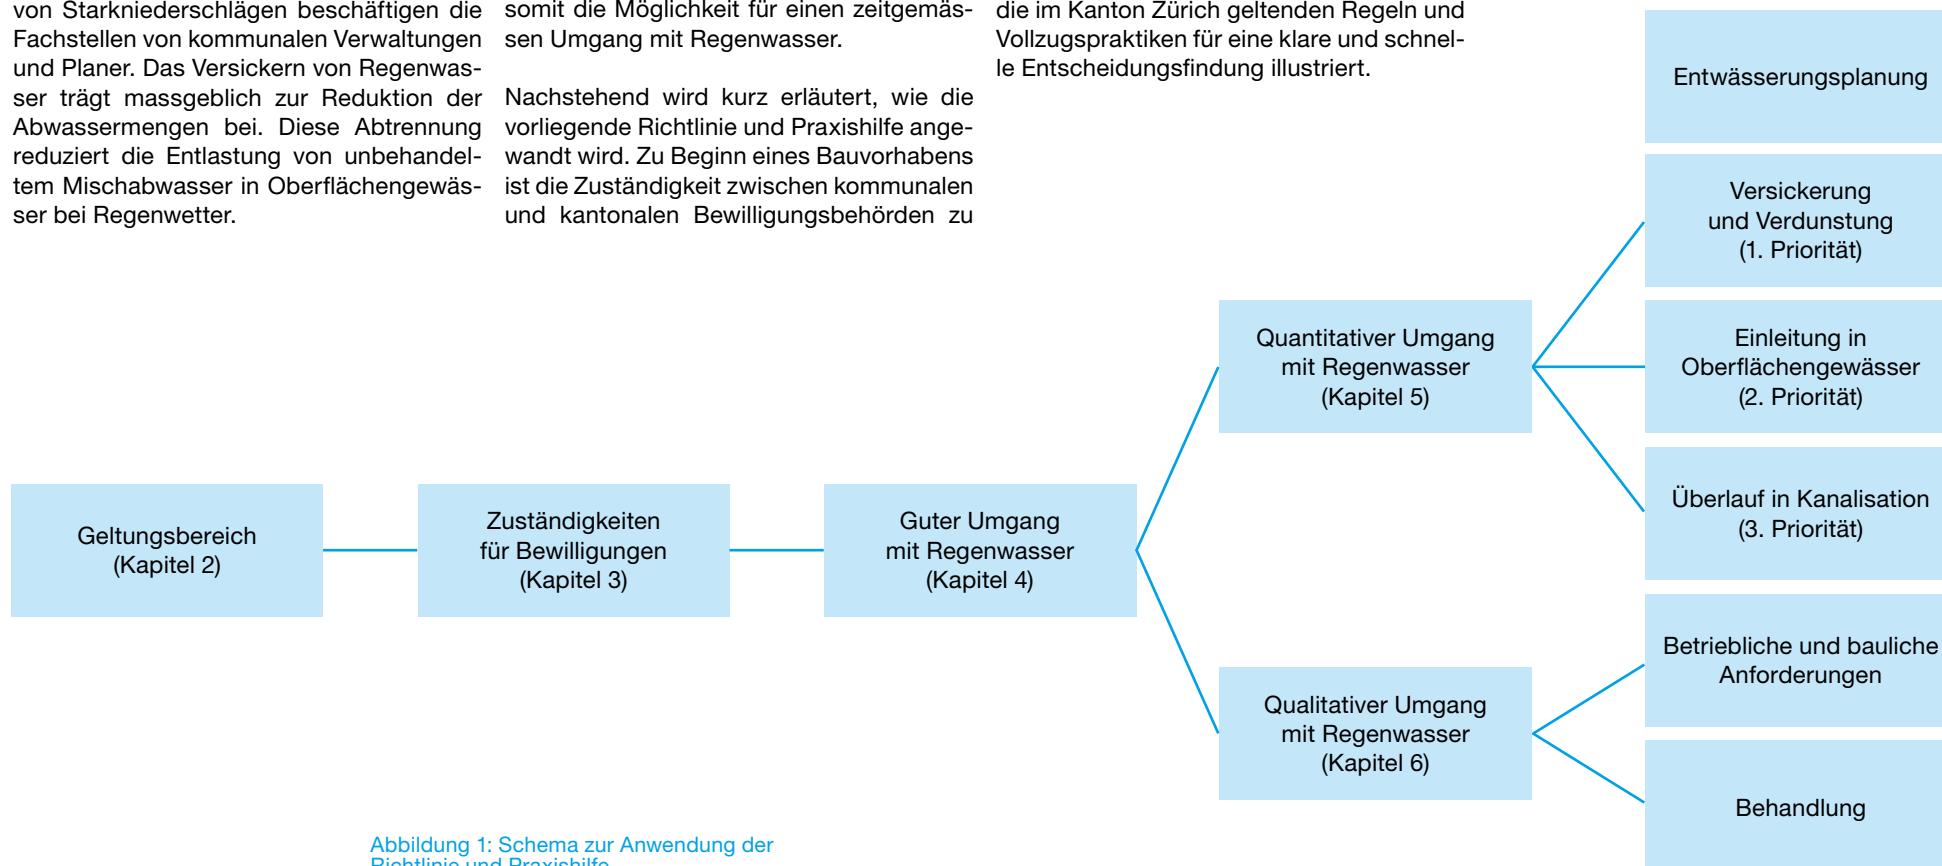 von Starkniederschlägen beschäftigen die
Fachstellen von kommunalen Verwaltungen
und Planer. Das Versickern von Regenwas-
ser trägt massgeblich zur Reduktion der
Abwassermengen bei. Diese Abtrennung
reduziert die Entlastung von unbehandel-
tem Mischabwasser in Oberflächengewäs-
ser bei Regenwetter.
somit die Möglichkeit für einen zeitgemäs-
sen Umgang mit Regenwasser.
Nachstehend wird kurz erläutert, wie die
vorliegende Richtlinie und Praxishilfe ange-
wandt wird. Zu Beginn eines Bauvorhabens
ist die Zuständigkeit zwischen kommunalen
und kantonalen Bewilligungsbehörden zu
die im Kanton Zürich geltenden Regeln und
Vollzugspraktiken für eine klare und schnel-
le Entscheidungsfindung illustriert.
Geltungsbereich
(Kapitel 2)
Zuständigkeiten
für Bewilligungen
(Kapitel 3)
Guter Umgang
mit Regenwasser
(Kapitel 4)
Quantitativer Umgang
mit Regenwasser
(Kapitel 5)
Qualitativer Umgang
mit Regenwasser
(Kapitel 6)
Entwässerungsplanung
Versickerung
und Verdunstung
(1. Priorität)
Einleitung in
Oberflächengewässer
(2. Priorität)
Überlauf in Kanalisation
(3. Priorität)
Betriebliche und bauliche
Anforderungen
Behandlung
Abbildung 1: Schema zur Anwendung der
Richtlinie und Praxishilfe